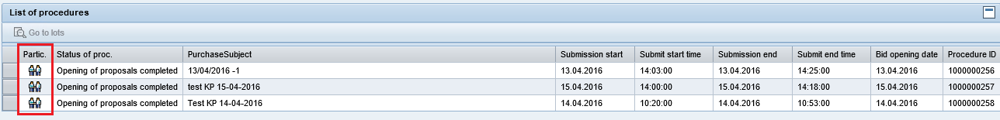 List of procedures
Go to lots
Partic. Status of proc. PurchaseSubject Submission start Submit start time Submission end Submit end time Bid opening date Procedure ID
Opening of proposals completed 13/04/2016 -1 13.04.2016 14:03:00 13.04.2016 14:25:00 13.04.2016 1000000256
Opening of proposals completed test KP 15-04-2016 15.04.2016 14:00:00 15.04.2016 14:18:00 15.04.2016 1000000257
Opening of proposals completed Test KP 14-04-2016 14.04.2016 10:20:00 14.04.2016 10:53:00 14.04.2016 1000000258